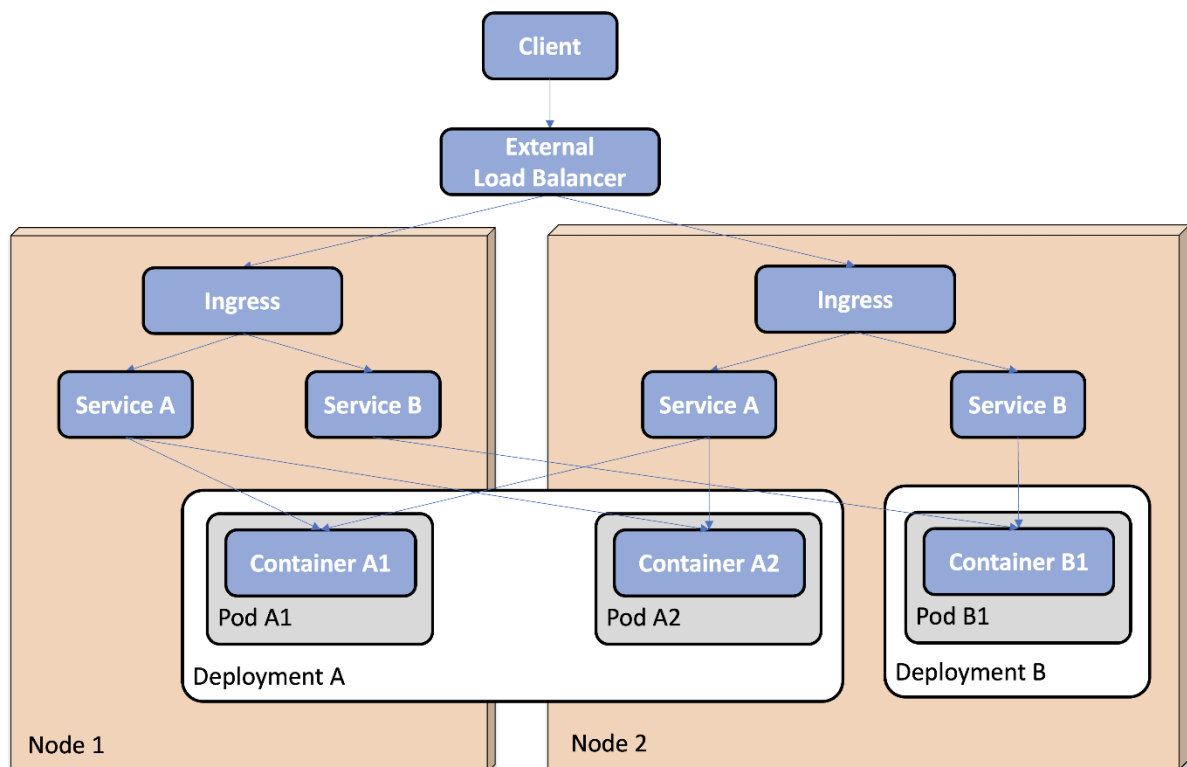 Client
External
Load Balancer
Ingress
Ingress
Service A
Service B
Service A
Service B
Container A1
Container A2
Container B1
Pod A1
Pod A2
Pod B1
Deployment A
Deployment B
Node 1
Node 2